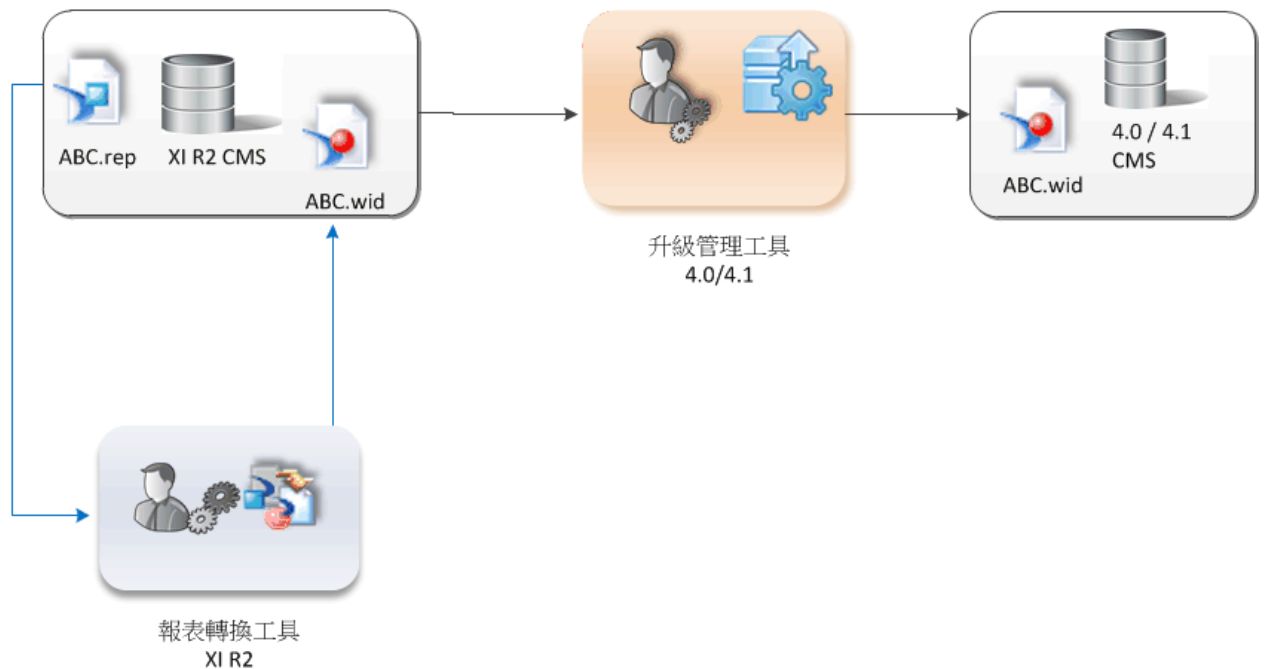 ABC.rep
XI R2 CMS
ABC.wid
升級管理工具
4.0/4.1
ABC.wid
4.0 / 4.1
CMS
報表轉換工具
XI R2